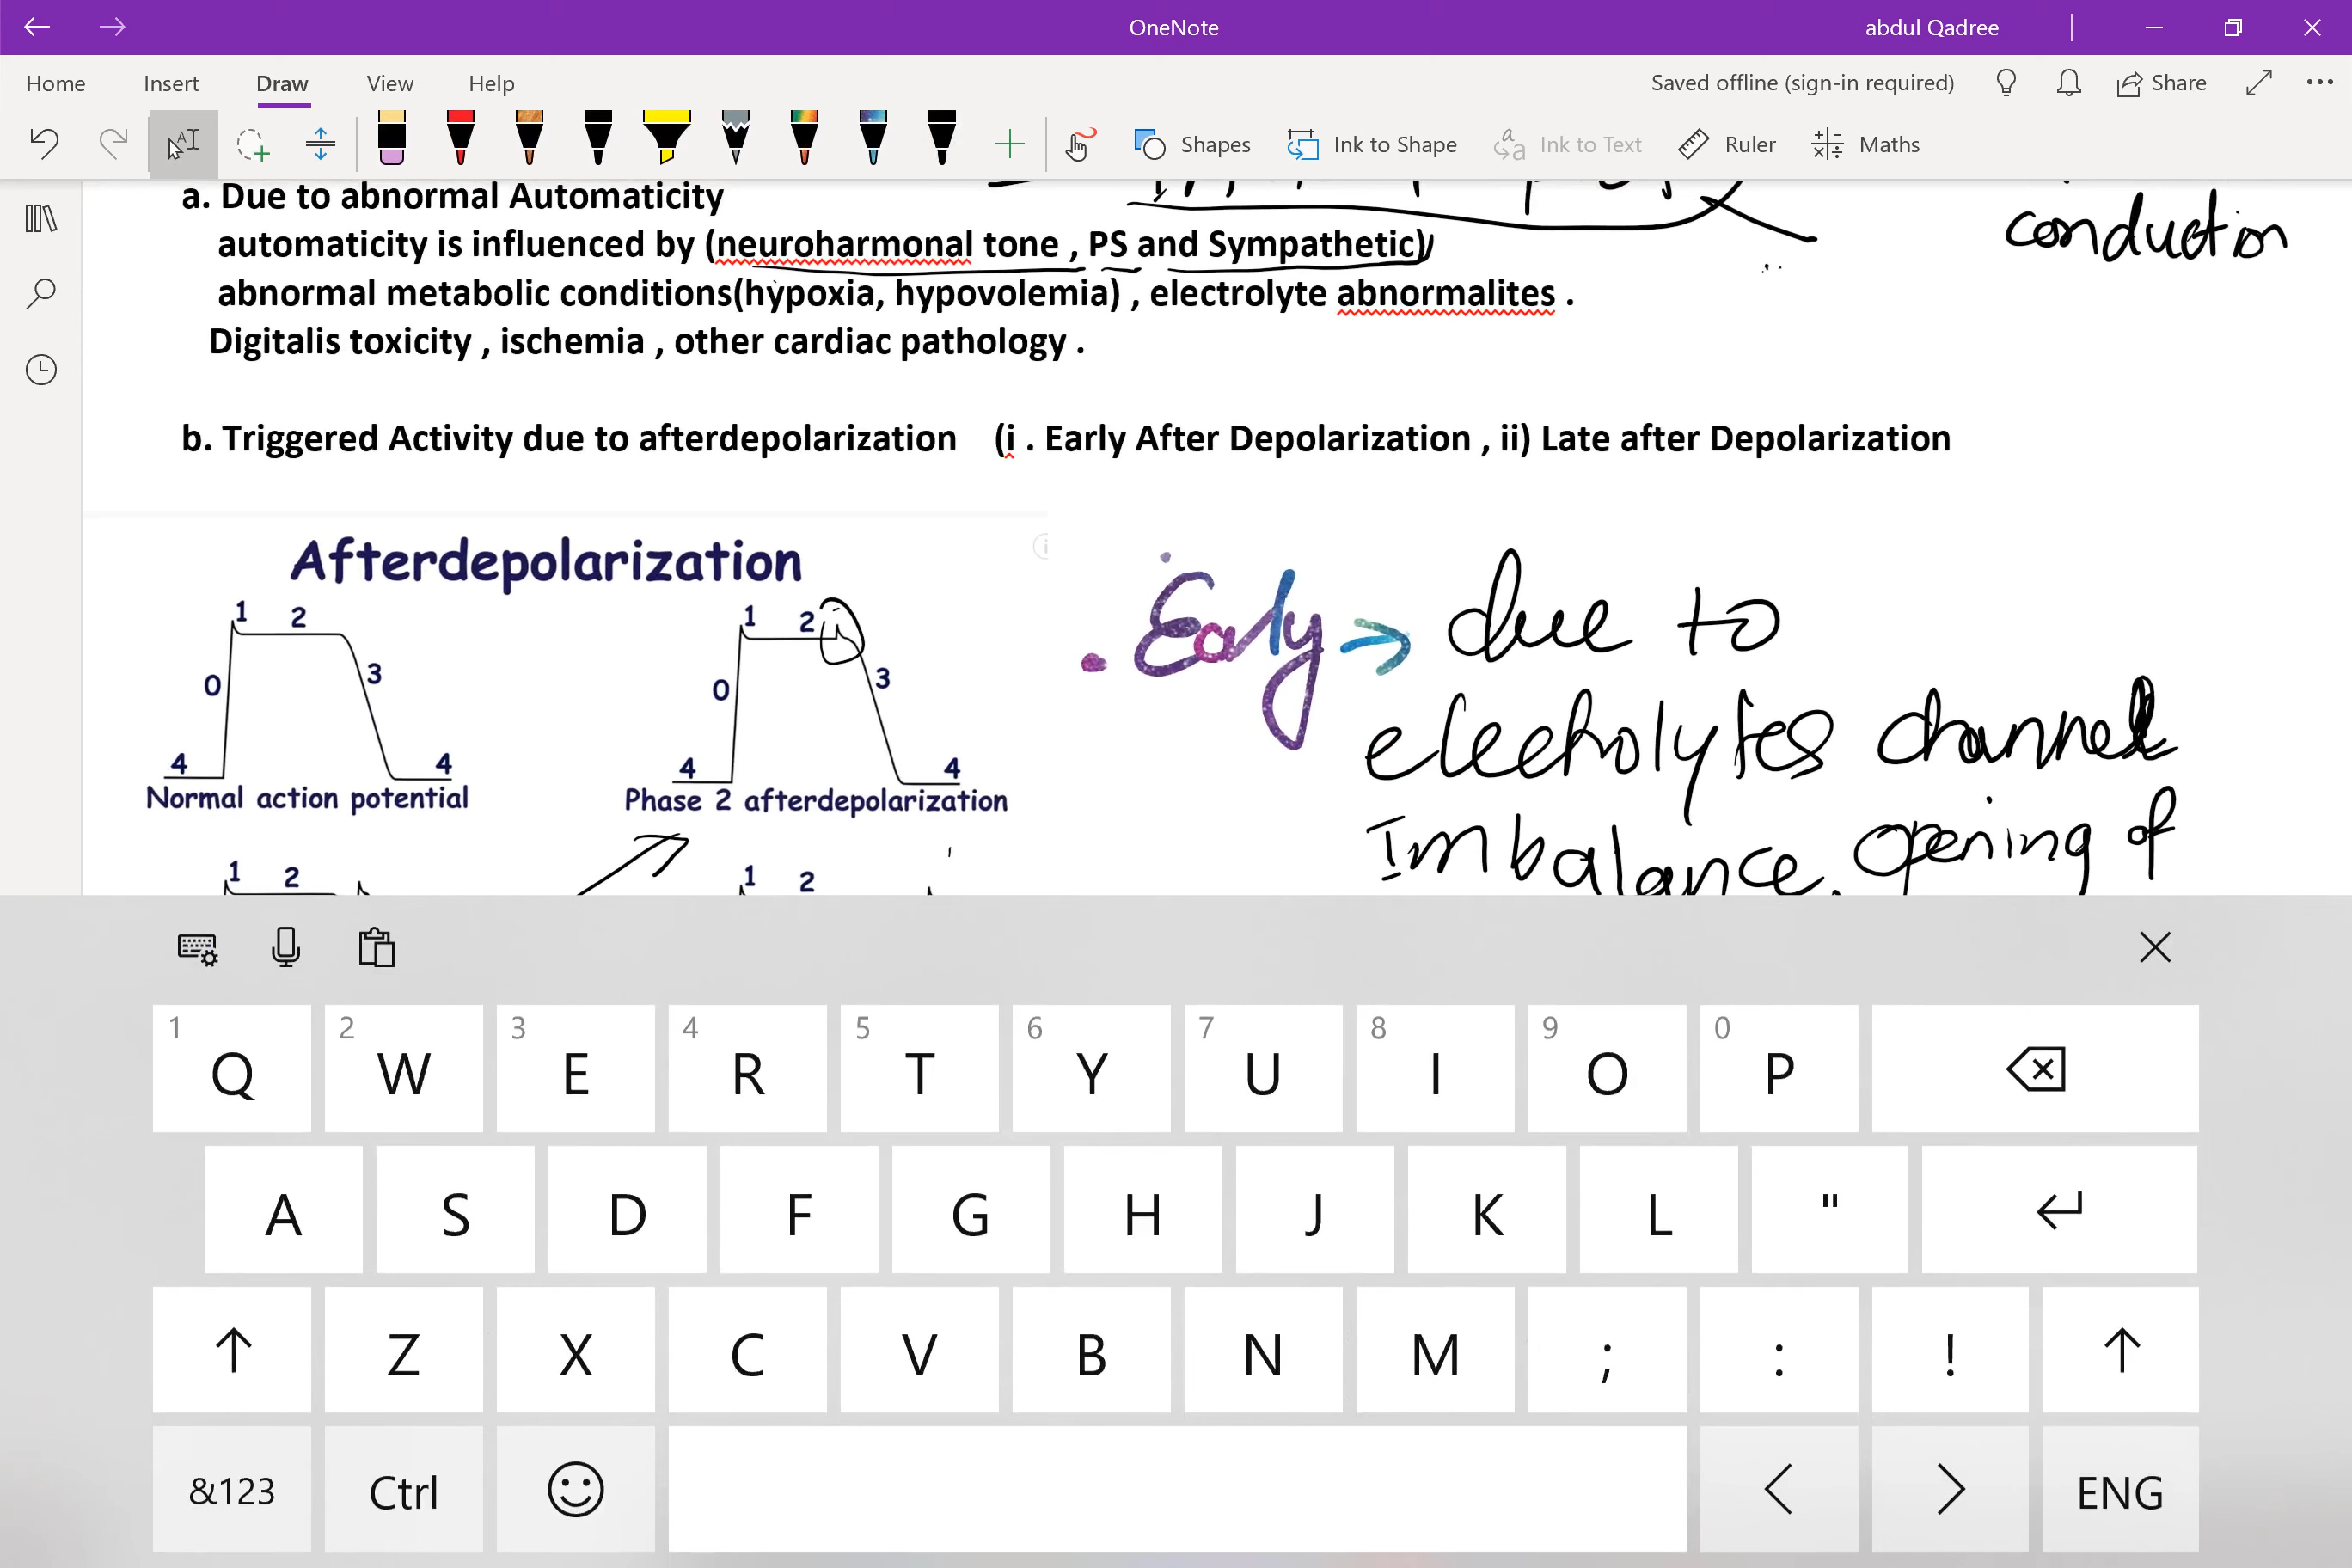 OneNote
abdul Qadree
Home Insert Draw View Help
Saved offline (sign-in required) Share
Shapes Ink to Shape Ink to Text Ruler Maths
a. Due to abnormal Automaticity
conduction
automaticity is influenced by (neuroharmonal tone , PS and Sympathetic)
abnormal metabolic conditions(hypoxia, hypovolemia) , electrolyte abnormalites .
Digitalis toxicity , ischemia , other cardiac pathology .
b. Triggered Activity due to afterdepolarization (i . Early After Depolarization , ii) Late after Depolarization
Afterdepolarization
1 2
0 3
4 4
Normal action potential
1 2
0 3
4 4
Phase 2 afterdepolarization
1 2
1 2
. Early → due to
electrolytes channel
Imbalance. opening of
1 Q 2 W 3 E 4 R 5 T 6 Y 7 U 8 I 9 O 0 P
A S D F G H J K L "
Z X C V B N M ; : !
&123 Ctrl ENG